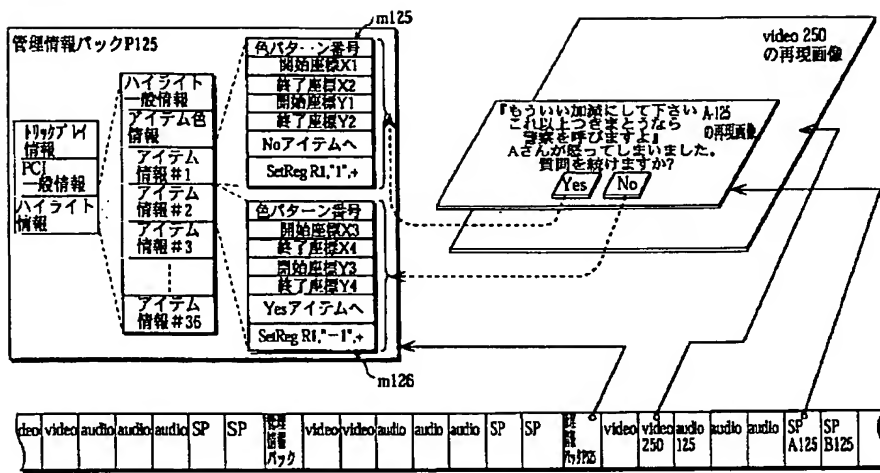 m125
管理情報パックP125
トリックプレイ
情報
PCI
一般情報
ハイライト
情報
ハイライト
一般情報
アイテム色
情報
アイテム
情報#1
アイテム
情報#2
アイテム
情報#3
アイテム
情報#36
色パターン番号
開始座標X1
終了座標X2
開始座標Y1
終了座標Y2
Noアイテムへ
SetReg R1,"1",+
色パターン番号
開始座標X3
終了座標X4
開始座標Y3
終了座標Y4
Yesアイテムへ
SetReg R1,"−1",+
m126
video 250
の再現画像
『もういい加減にして下さい
これ以上つきまとうなら
警察を呼びますよ』
Aさんが怒ってしまいました。
質問を続けますか?
Yes
No
A-125
の再現画像
deo video audio audio audio SP SP 管理情報パック video video audio audio audio SP SP 管理情報パックP125 video video 250 audio 125 audio audio SP A125 SP B125